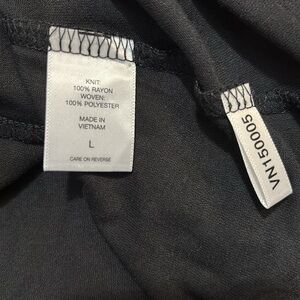 KNIT:
100% RAYON
WOVEN:
100% POLYESTER
MADE IN
VIETNAM
L
CARE ON REVERSE
VN150005